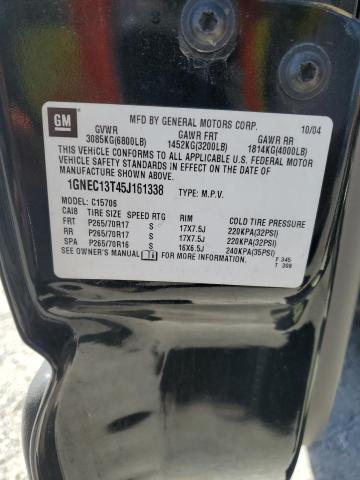 GM
MFD BY GENERAL MOTORS CORP. 10/04
GVWR GAWR FRT GAWR RR
3085KG(6800LB) 1452KG(3200LB) 1814KG(4000LB)
THIS VEHICLE CONFORMS TO ALL APPLICABLE U.S. FEDERAL MOTOR
VEHICLE SAFETY STANDARDS IN EFFECT ON THE DATE OF
MANUFACTURE SHOWN ABOVE.
1GNEC13T45J161338 TYPE: M.P.V.
MODEL: C15706
CAI8 TIRE SIZE SPEED RTG RIM COLD TIRE PRESSURE
FRT P265/70R17 S 17X7.5J 220KPA(32PSI)
RR P265/70R17 S 17X7.5J 220KPA(32PSI)
SPA P265/70R16 S 16X6.5J 240KPA(35PSI)
SEE OWNER'S MANUAL FOR MORE INFORMATION.
F 345
T 308